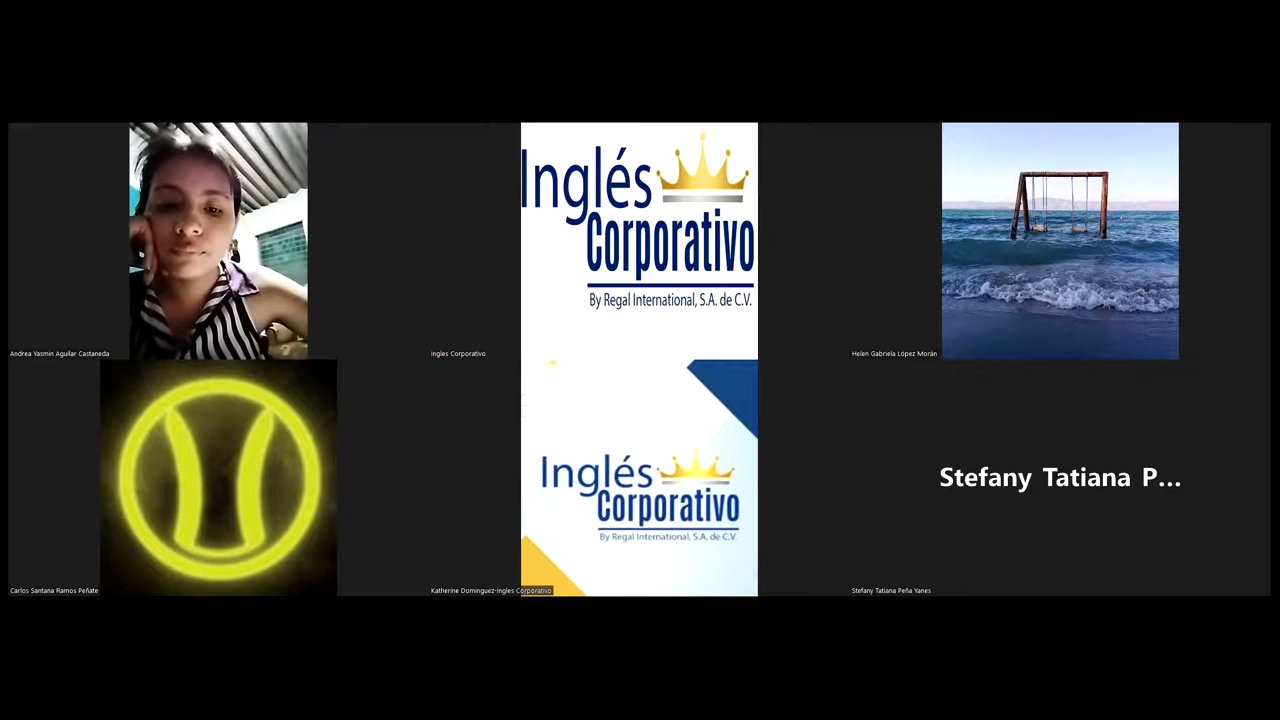 Inglés
Corporativo
By Regal International, S.A. de C.V.
Andrea Yasmin Aguilar Castaneda
Ingles Corporativo
Helen Gabriela López Morán
Inglés
Corporativo
By Regal International, S.A. de C.V.
Stefany Tatiana P...
Carlos Santana Ramos Peñate
Katherine Dominguez-Ingles Corporativo
Stefany Tatiana Peña Yanes